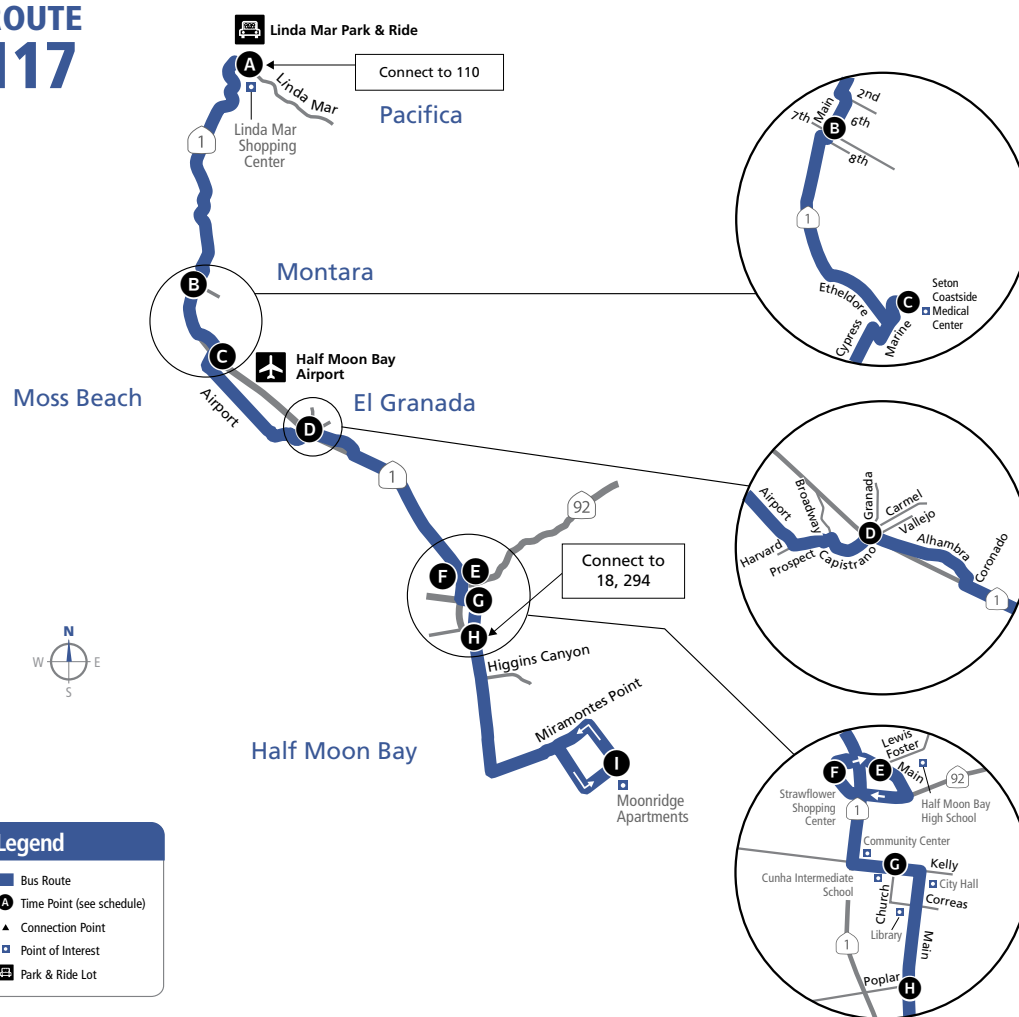 ROUTE
117
Linda Mar Park & Ride
A
Connect to 110
Linda Mar
Pacifica
Linda Mar
Shopping
Center
1
Montara
B
C
Half Moon Bay
Airport
Moss Beach
Airport
El Granada
D
1
92
Connect to
18, 294
F
E
G
H
Higgins Canyon
Miramontes Point
Half Moon Bay
I
Moonridge
Apartments
N
W
E
S
Legend
Bus Route
A Time Point (see schedule)
Connection Point
Point of Interest
Park & Ride Lot
Main
2nd
7th
B
6th
8th
1
Etheldore
C
Seton
Coastside
Medical
Center
Cypress
Marine
Airport
Broadway
Granada
Carmel
Vallejo
D
Harvard
Prospect
Capistrano
Alhambra
Coronado
1
Lewis
Foster
F
E
Main
92
Strawflower
Shopping
Center
1
Half Moon Bay
High School
Community Center
G
Kelly
Cunha Intermediate
School
City Hall
Church
Correas
Library
1
Main
Poplar
H